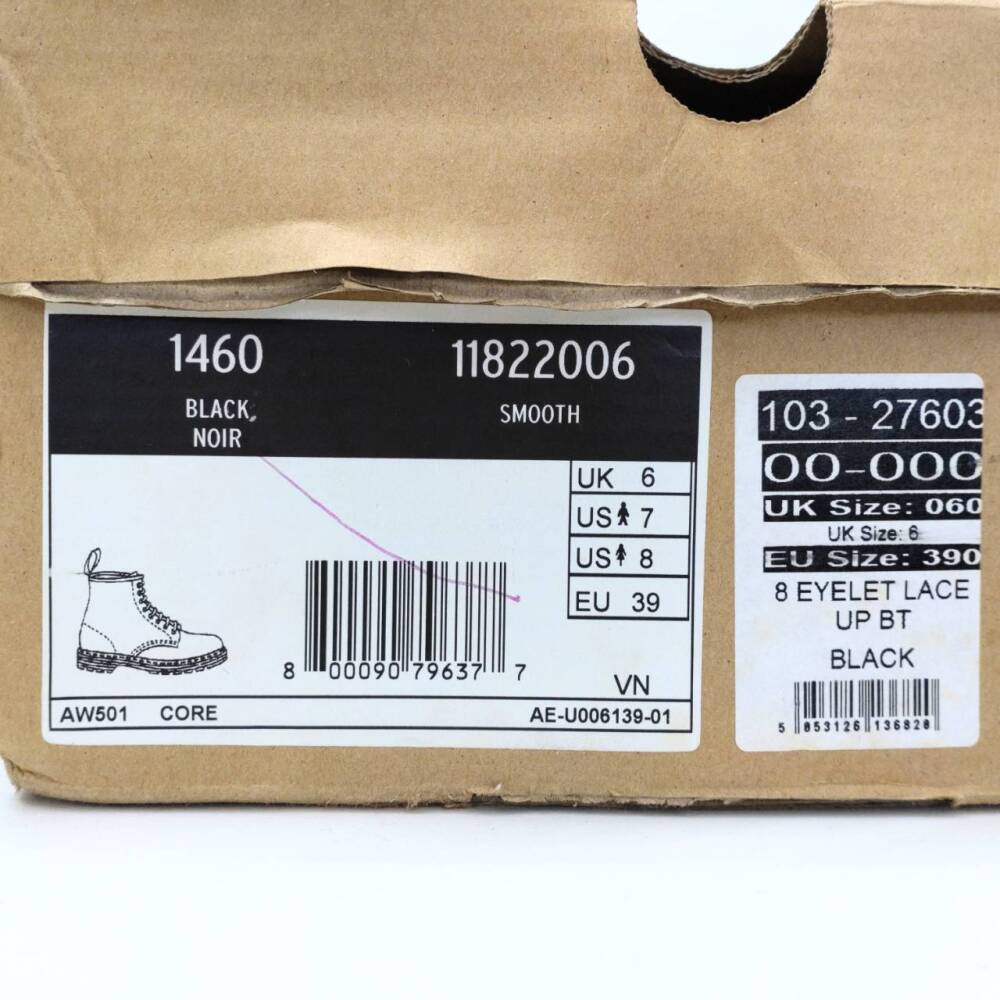 1460
11822006
BLACK,
NOIR
SMOOTH
UK 6
US 7
US 8
EU 39
8 00090 79637 7
VN
AW501 CORE
AE-U006139-01
103 - 27603
00-000
UK Size: 060
UK Size: 6
EU Size: 390
8 EYELET LACE
UP BT
BLACK
5 053126 136820